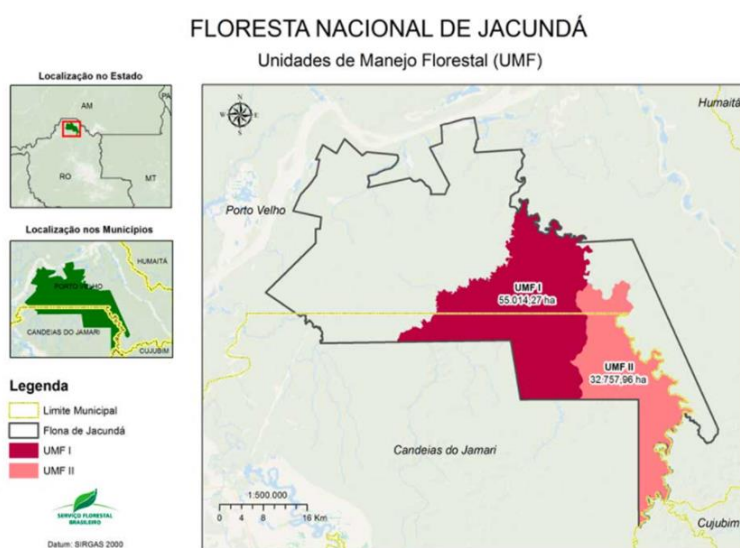 FLORESTA NACIONAL DE JACUNDÁ
Unidades de Manejo Florestal (UMF)
Localização no Estado
AM
PA
RO
MT
Localização nos Municípios
HUMAITÁ
PORTO VELHO
CANDEIAS DO JAMARI
CUJUBIM
Legenda
Limite Municipal
Flona de Jacundá
UMF I
UMF II
SERVIÇO FLORESTAL
BRASILEIRO
Datum: SIRGAS 2000
N
W
E
S
Humaitá
Porto Velho
UMF I
55.014,27 ha
UMF II
32.757,96 ha
Candeias do Jamari
Cujubim
1:500.000
0 4 8 16 Km